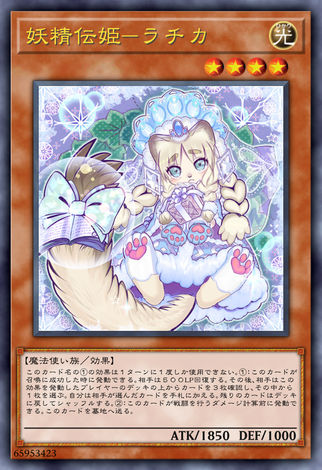 妖精伝姫－ラチカ
光
【魔法使い族／効果】
このカード名の①の効果は１ターンに１度しか使用できない。①：このカードが
召喚に成功した時に発動できる。相手は５００LP回復する。その後、相手はこの
効果を発動したプレイヤーのデッキの上からカードを３枚確認し、その中から
１枚を選ぶ。自分は相手が選んだカードを手札にかえる。残りのカードはデッキ
に戻してシャッフルする。②：このカードが戦闘を行うダメージ計算前に発動で
きる。このカードを墓地へ送る。
ATK/1850 DEF/1000
65953423